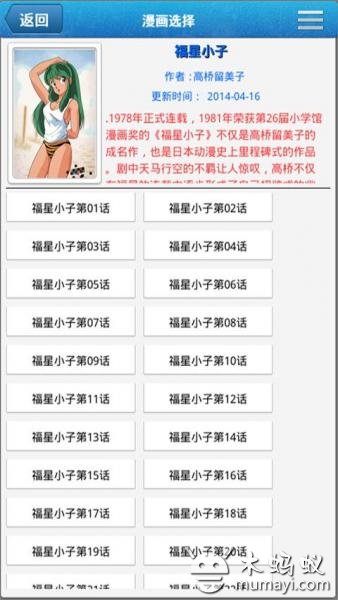 返回
漫画选择
福星小子
作者 : 高桥留美子
更新时间 : 2014-04-16
.1978年正式连载，1981年荣获第26届小学馆
漫画奖的《福星小子》不仅是高桥留美子的
成名作，也是日本动漫史上里程碑式的作品
。剧中天马行空的不羁让人惊叹，高桥不仅
福星小子第01话
福星小子第02话
福星小子第03话
福星小子第04话
福星小子第05话
福星小子第06话
福星小子第07话
福星小子第08话
福星小子第09话
福星小子第10话
福星小子第11话
福星小子第12话
福星小子第13话
福星小子第14话
福星小子第15话
福星小子第16话
福星小子第17话
福星小子第18话
福星小子第19话
福星小子第20话
木蚂蚁
mumayi.com